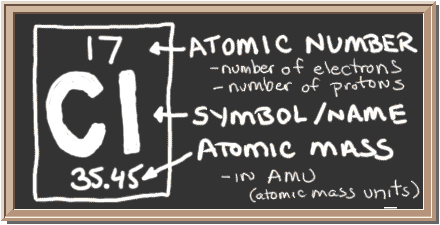 17
Cl
35.45
ATOMIC NUMBER
-number of electrons
-number of protons
SYMBOL/NAME
ATOMIC MASS
-IN AMU
(atomic mass units)